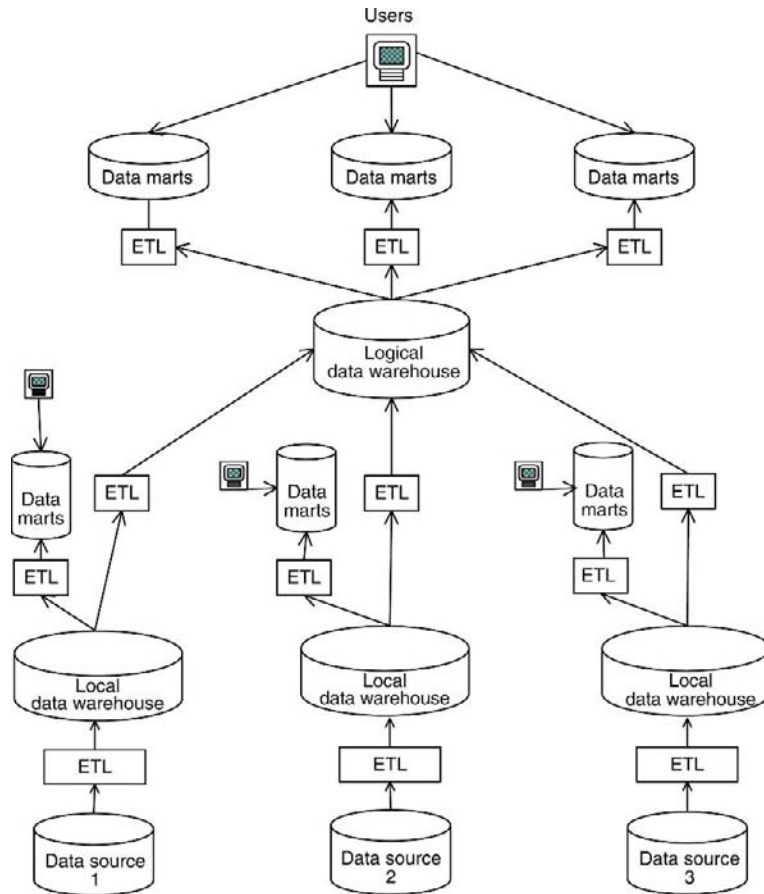 Users
Data marts
Data marts
Data marts
ETL
ETL
ETL
Logical
data warehouse
Data
marts
ETL
Data
marts
ETL
Data
marts
ETL
ETL
ETL
ETL
Local
data warehouse
Local
data warehouse
Local
data warehouse
ETL
ETL
ETL
Data source
1
Data source
2
Data source
3